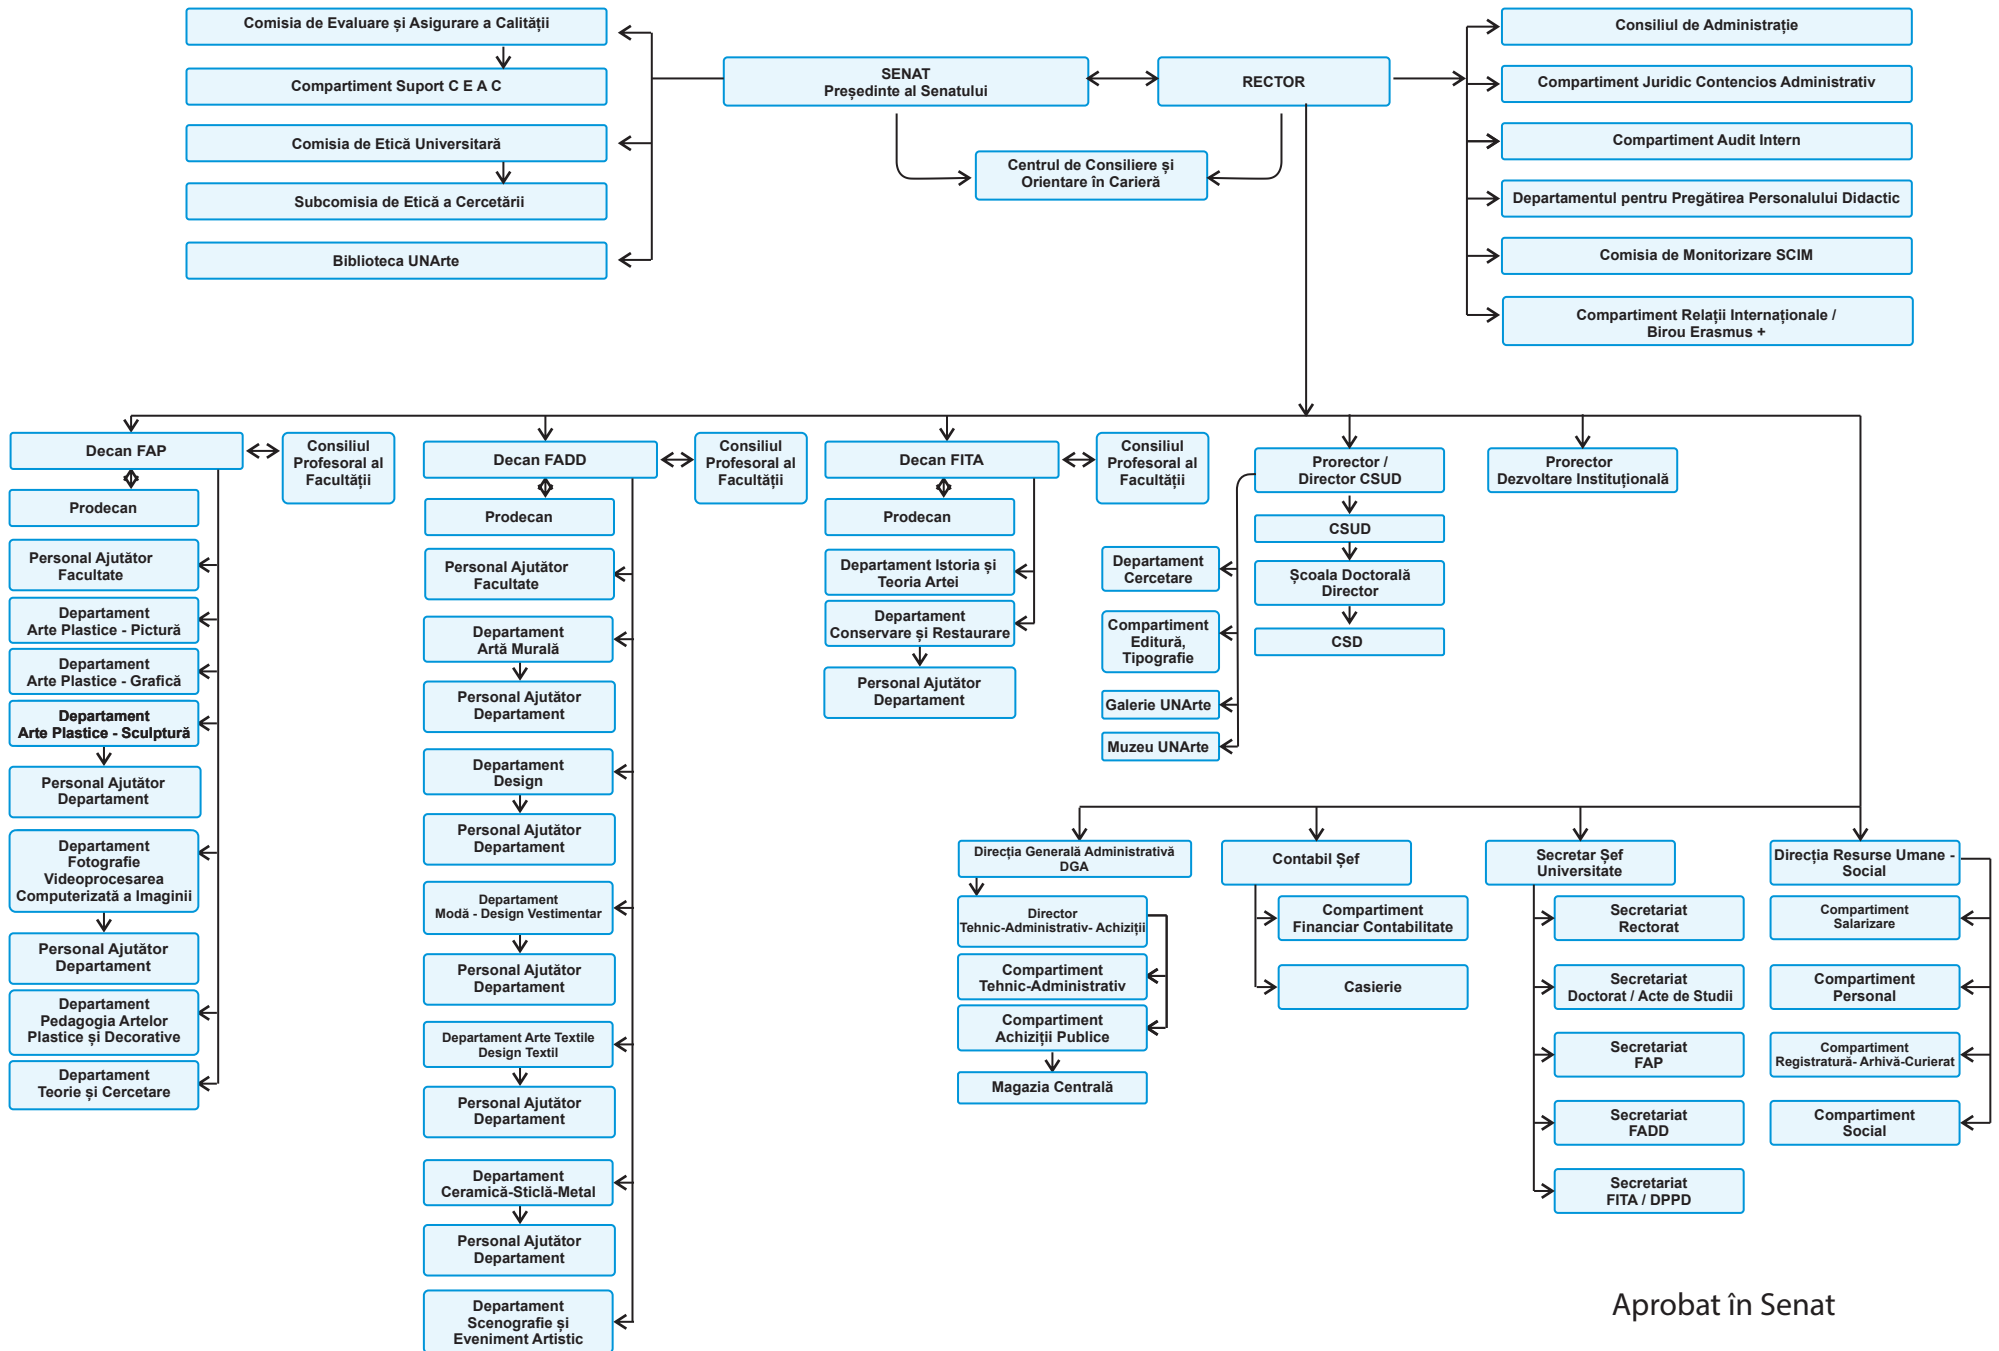 Comisia de Evaluare și Asigurare a Calității
Compartiment Suport C E A C
Comisia de Etică Universitară
Subcomisia de Etică a Cercetării
Biblioteca UNArte
SENAT
Președinte al Senatului
RECTOR
Centrul de Consiliere și
Orientare în Carieră
Consiliul de Administrație
Compartiment Juridic Contencios Administrativ
Compartiment Audit Intern
Departamentul pentru Pregătirea Personalului Didactic
Comisia de Monitorizare SCIM
Compartiment Relații Internaționale /
Birou Erasmus +
Decan FAP
Consiliul
Profesoral al
Facultății
Prodecan
Personal Ajutător
Facultate
Departament
Arte Plastice - Pictură
Departament
Arte Plastice - Grafică
Departament
Arte Plastice - Sculptură
Personal Ajutător
Departament
Departament
Fotografie
Videoprocesarea
Computerizată a Imaginii
Personal Ajutător
Departament
Departament
Pedagogia Artelor
Plastice și Decorative
Departament
Teorie și Cercetare
Decan FADD
Consiliul
Profesoral al
Facultății
Prodecan
Personal Ajutător
Facultate
Departament
Artă Murală
Personal Ajutător
Departament
Departament
Design
Personal Ajutător
Departament
Departament
Modă - Design Vestimentar
Personal Ajutător
Departament
Departament Arte Textile
Design Textil
Personal Ajutător
Departament
Departament
Ceramică-Sticlă-Metal
Personal Ajutător
Departament
Departament
Scenografie și
Eveniment Artistic
Decan FITA
Consiliul
Profesoral al
Facultății
Prodecan
Departament Istoria și
Teoria Artei
Departament
Conservare și Restaurare
Personal Ajutător
Departament
Prorector /
Director CSUD
CSUD
Școala Doctorală
Director
CSD
Departament
Cercetare
Compartiment
Editură,
Tipografie
Galerie UNArte
Muzeu UNArte
Prorector
Dezvoltare Instituțională
Direcția Generală Administrativă
DGA
Director
Tehnic-Administrativ- Achiziții
Compartiment
Tehnic-Administrativ
Compartiment
Achiziții Publice
Magazia Centrală
Contabil Șef
Compartiment
Financiar Contabilitate
Casierie
Secretar Șef
Universitate
Secretariat
Rectorat
Secretariat
Doctorat / Acte de Studii
Secretariat
FAP
Secretariat
FADD
Secretariat
FITA / DPPD
Direcția Resurse Umane -
Social
Compartiment
Salarizare
Compartiment
Personal
Compartiment
Registratură- Arhivă-Curierat
Compartiment
Social
Aprobat în Senat